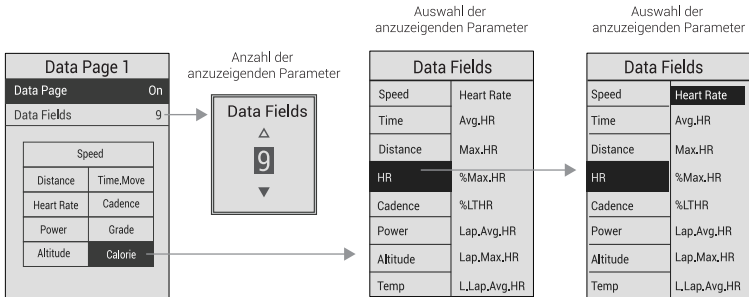 Data Page 1
Data Page On
Data Fields 9
Speed
Distance Time,Move
Heart Rate Cadence
Power Grade
Altitude Calorie
Anzahl der
anzuzeigenden Parameter
Data Fields
9
Auswahl der
anzuzeigenden Parameter
Data Fields
Speed Heart Rate
Time Avg.HR
Distance Max.HR
HR %Max.HR
Cadence %LTHR
Power Lap.Avg.HR
Altitude Lap.Max.HR
Temp L.Lap.Avg.HR
Auswahl der
anzuzeigenden Parameter
Data Fields
Speed Heart Rate
Time Avg.HR
Distance Max.HR
HR %Max.HR
Cadence %LTHR
Power Lap.Avg.HR
Altitude Lap.Max.HR
Temp L.Lap.Avg.HR